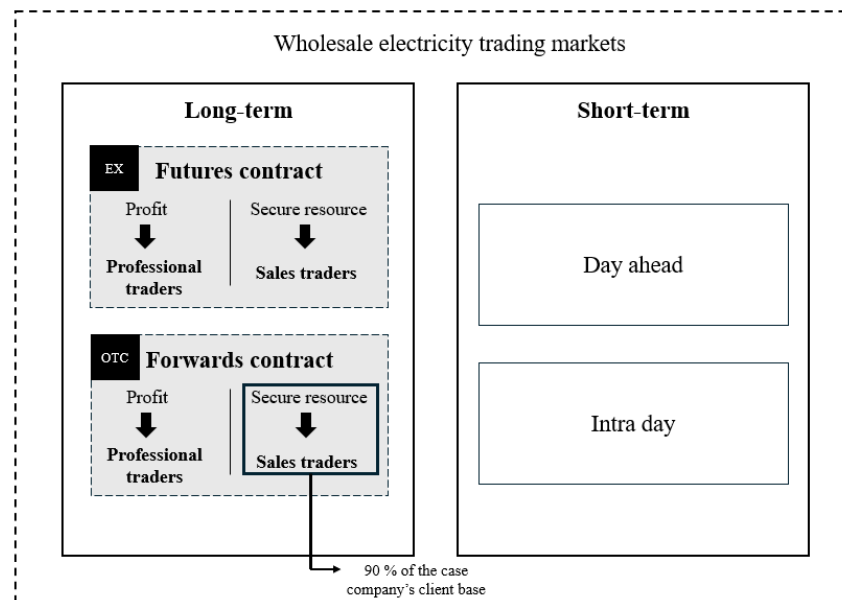 Wholesale electricity trading markets
Long-term
EX
Futures contract
Profit
Professional
traders
Secure resource
Sales traders
OTC
Forwards contract
Profit
Professional
traders
Secure resource
Sales traders
90 % of the case
company's client base
Short-term
Day ahead
Intra day